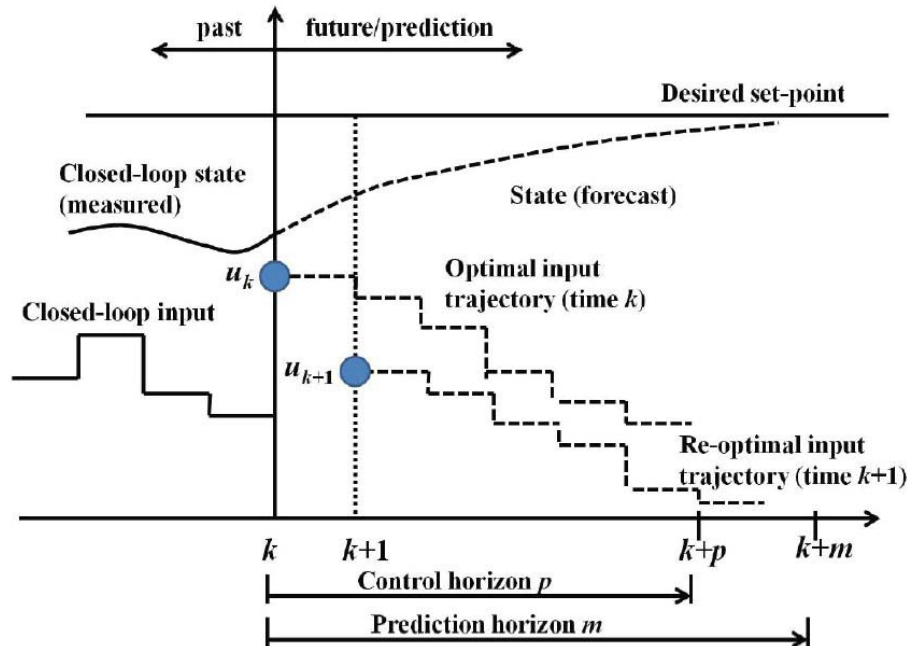 past
future/prediction
Desired set-point
Closed-loop state
(measured)
State (forecast)
u_k
Optimal input
trajectory (time k)
Closed-loop input
u_{k+1}
Re-optimal input
trajectory (time k+1)
k
k+1
k+p
k+m
Control horizon p
Prediction horizon m